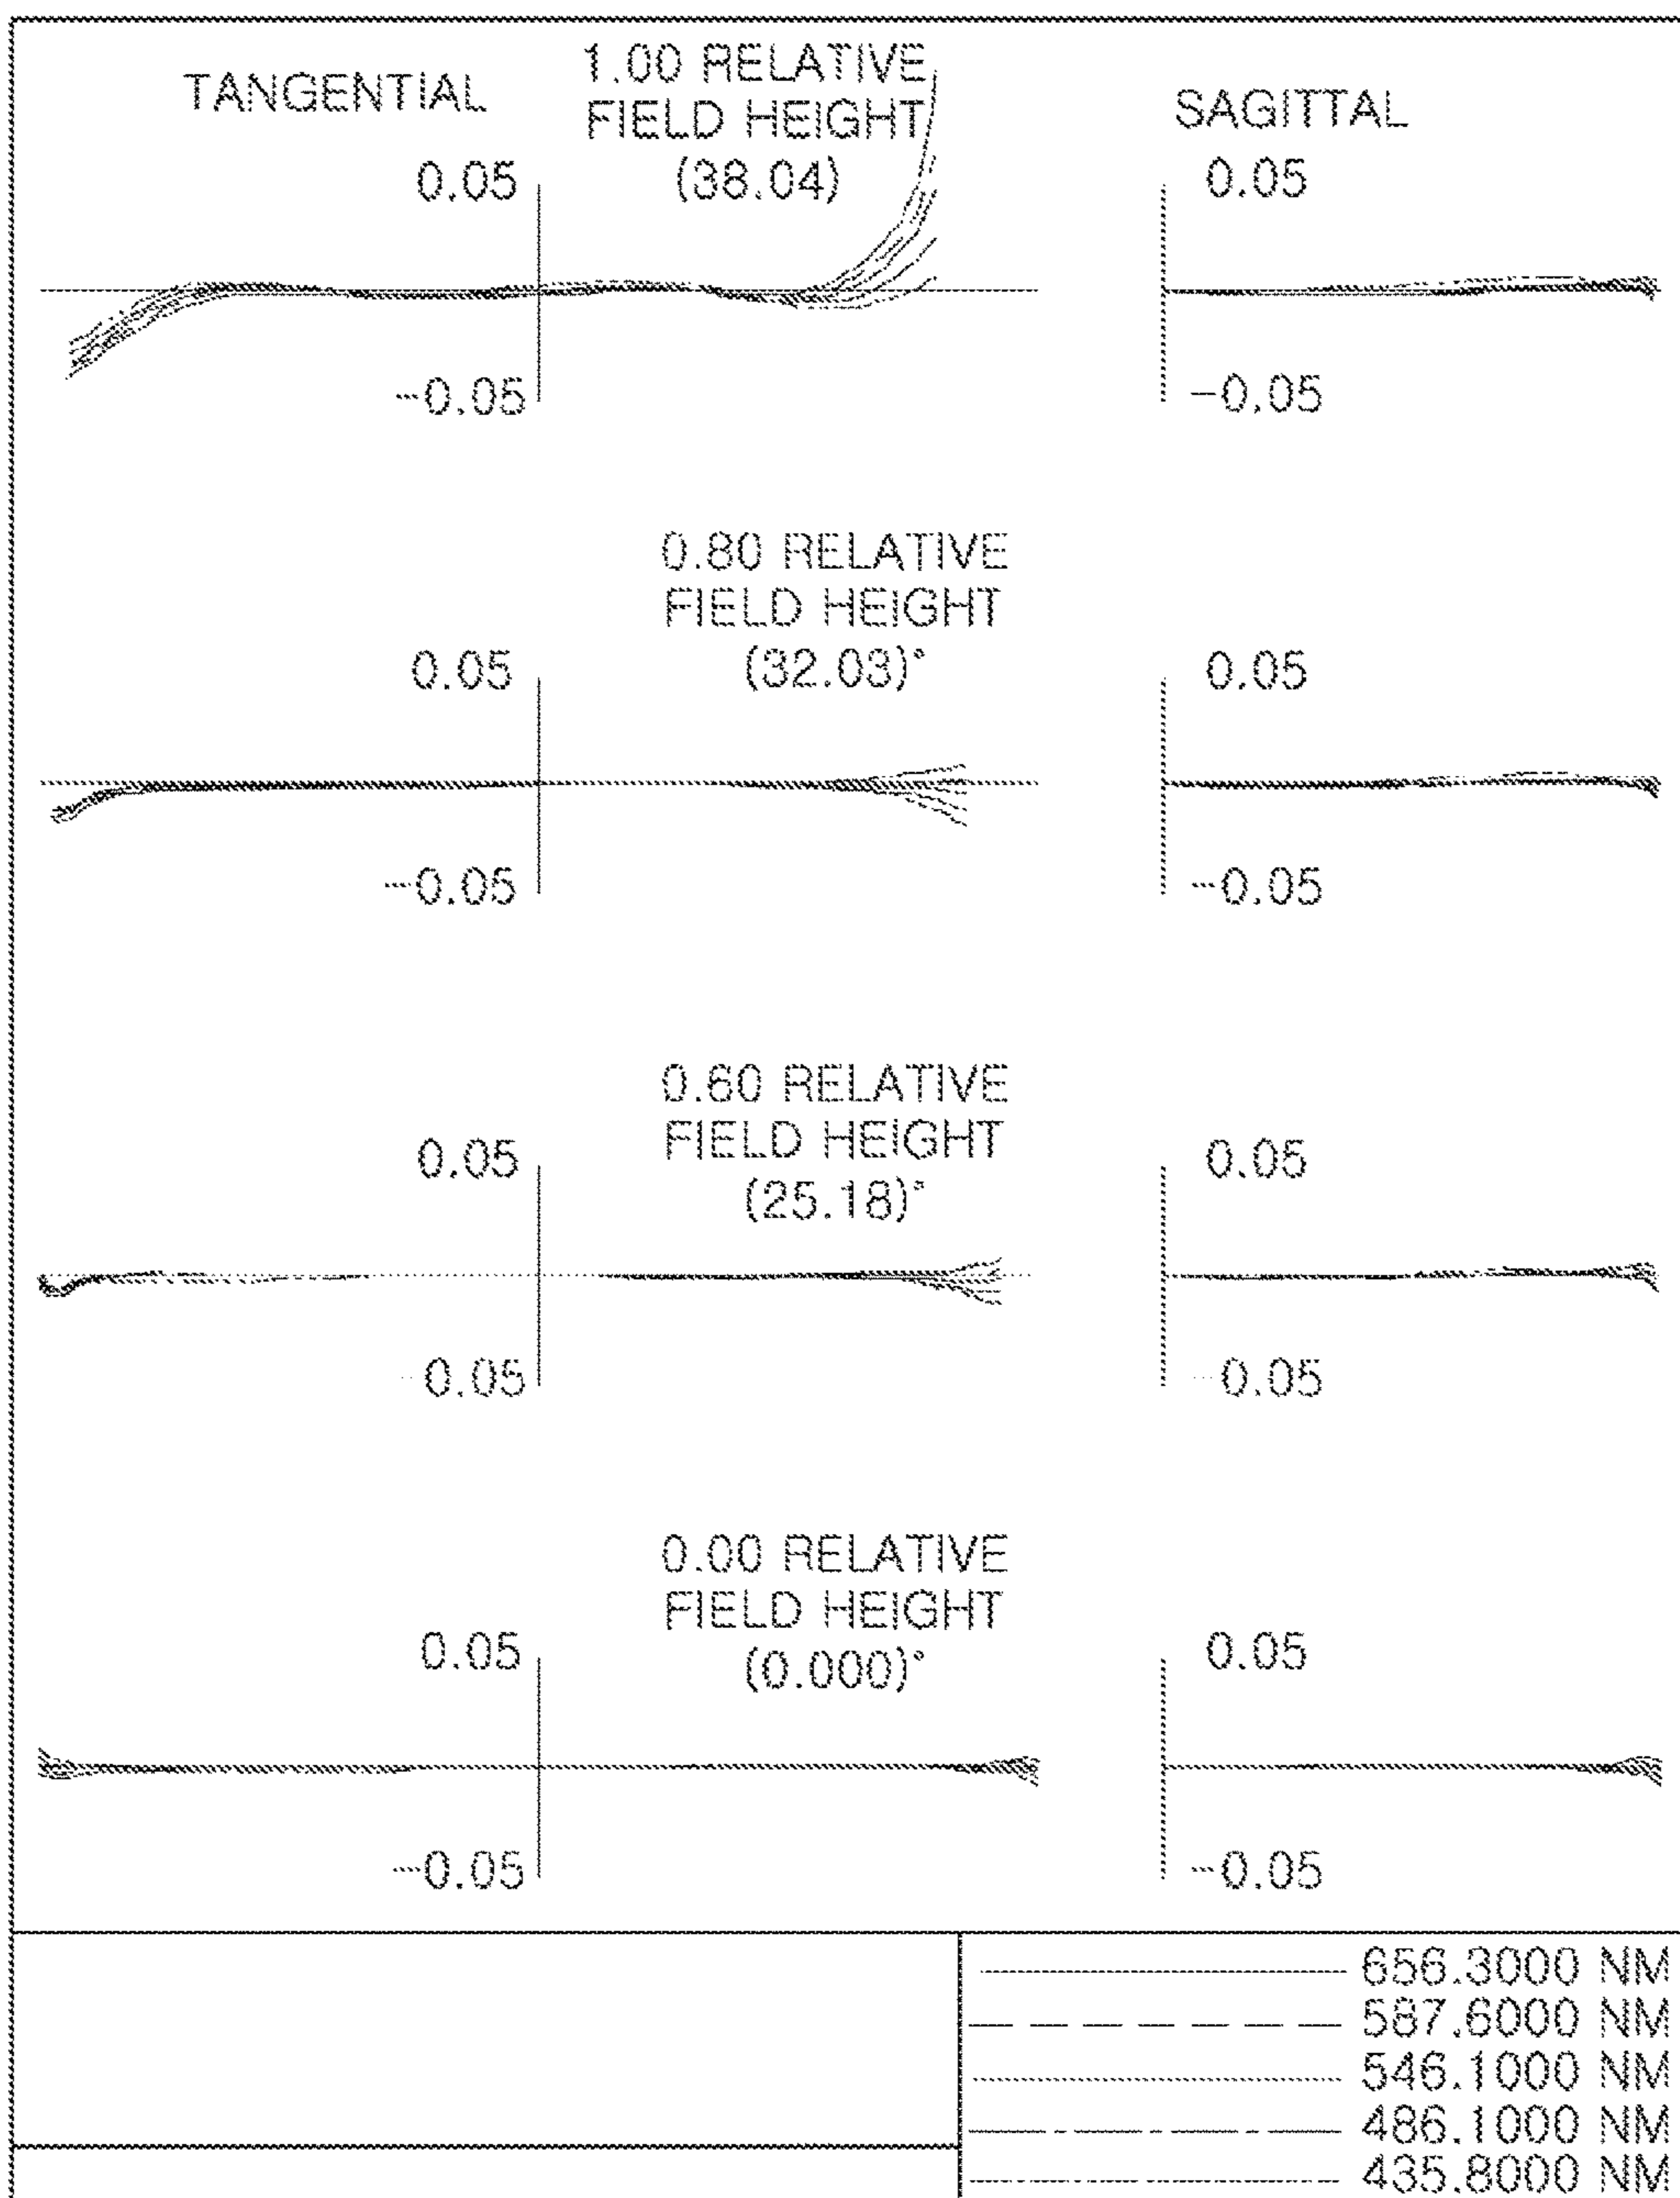 TANGENTIAL
1.00 RELATIVE
FIELD HEIGHT
(38.04)
SAGITTAL
0.05
0.05
-0.05
-0.05
0.80 RELATIVE
FIELD HEIGHT
(32.03)°
0.05
0.05
-0.05
-0.05
0.60 RELATIVE
FIELD HEIGHT
(25.18)°
0.05
0.05
-0.05
-0.05
0.00 RELATIVE
FIELD HEIGHT
(0.000)°
0.05
0.05
-0.05
-0.05
656.3000 NM
587.6000 NM
546.1000 NM
486.1000 NM
435.8000 NM